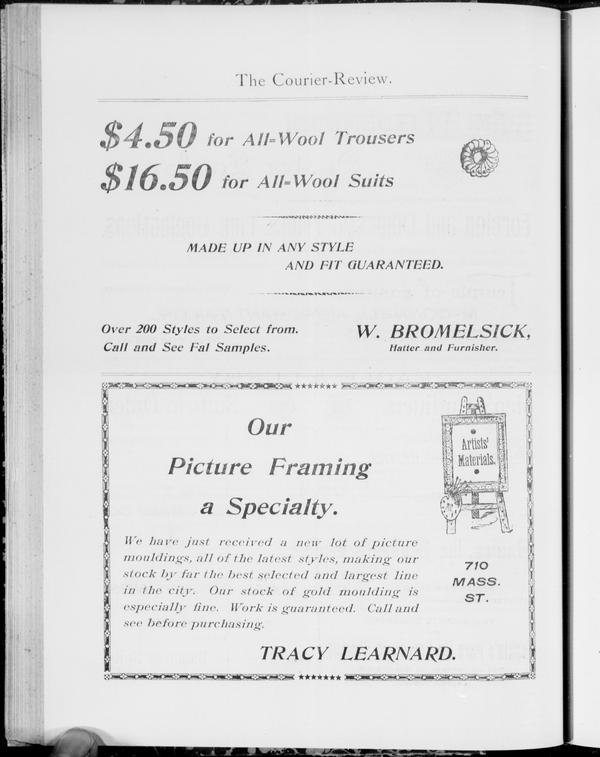 The Courier-Review.
$4.50 for All-Wool Trousers
$16.50 for All-Wool Suits
MADE UP IN ANY STYLE
AND FIT GUARANTEED.
Over 200 Styles to Select from.
Call and See Fal Samples.
W. BROMELSICK,
Hatter and Furnisher.
Our
Picture Framing
a Specialty.
We have just received a new lot of picture
mouldings, all of the latest styles, making our
stock by far the best selected and largest line
in the city. Our stock of gold moulding is
especially fine. Work is guaranteed. Call and
see before purchasing.
TRACY LEARNARD.
Artists'
Materials.
710
MASS.
ST.